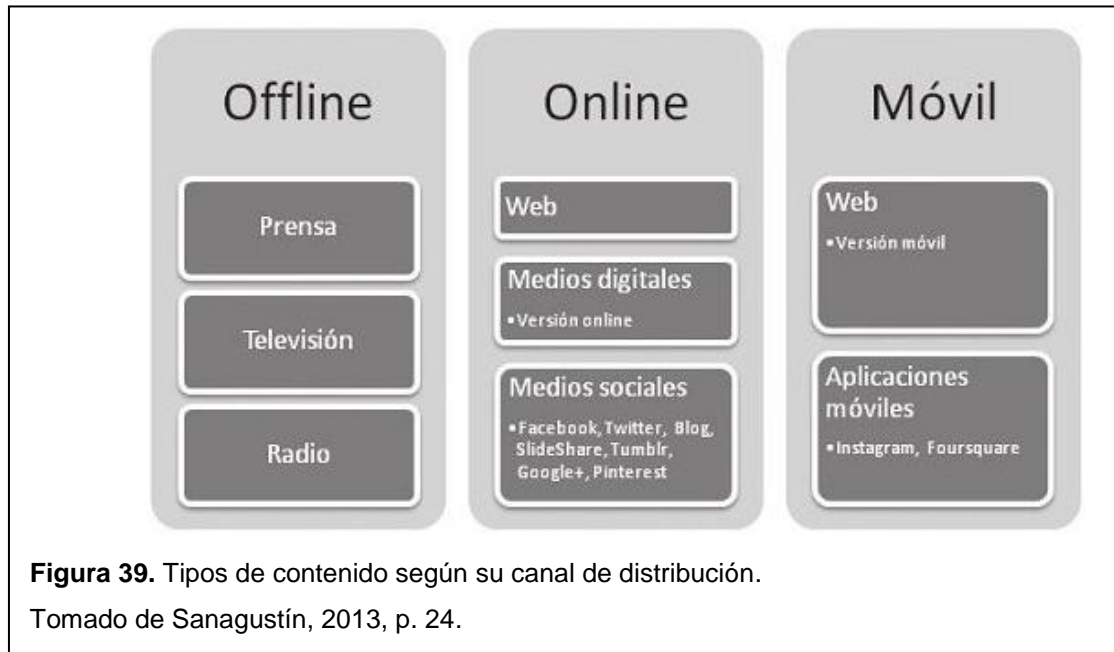 Offline
Prensa
Televisión
Radio
Online
Web
Medios digitales
▪Versión online
Medios sociales
▪Facebook, Twitter, Blog,
SlideShare, Tumblr,
Google+, Pinterest
Móvil
Web
▪Versión móvil
Aplicaciones
móviles
▪Instagram, Foursquare
Figura 39. Tipos de contenido según su canal de distribución.
Tomado de Sanagustín, 2013, p. 24.